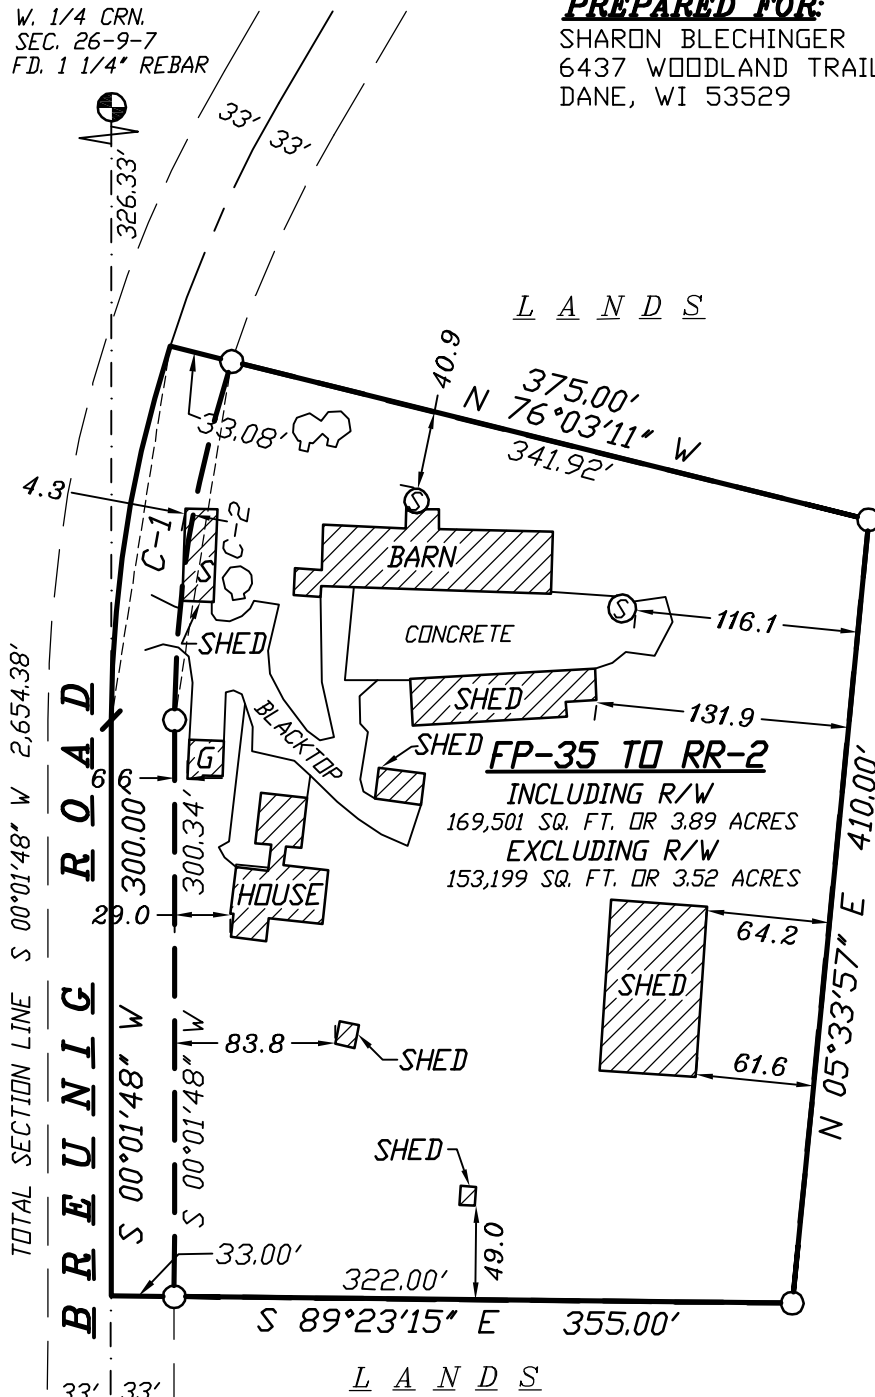 W. 1/4 CRN.
SEC. 26-9-7
FD. 1 1/4" REBAR
PREPARED FOR:
SHARON BLECHINGER
6437 WOODLAND TRAIL
DANE, WI 53529
33' 33'
326.33'
L A N D S
40.9
N 76°03'11" W
375.00'
341.92'
33.08'
4.3
C-1
C-2
S
S
BARN
S
116.1
CONCRETE
SHED
SHED
131.9
BLACKTOP
SHED
G
6.6
FP-35 TO RR-2
INCLUDING R/W
169,501 SQ. FT. OR 3.89 ACRES
EXCLUDING R/W
153,199 SQ. FT. OR 3.52 ACRES
TOTAL SECTION LINE S 00°01'48" W 2,654.38'
BREUNIG ROAD
S 00°01'48" W 300.00'
S 00°01'48" W 300.34'
29.0
HOUSE
N 05°33'57" E 410.00'
64.2
SHED
61.6
83.8
SHED
SHED
49.0
33.00'
322.00'
S 89°23'15" E 355.00'
33' 33'
L A N D S